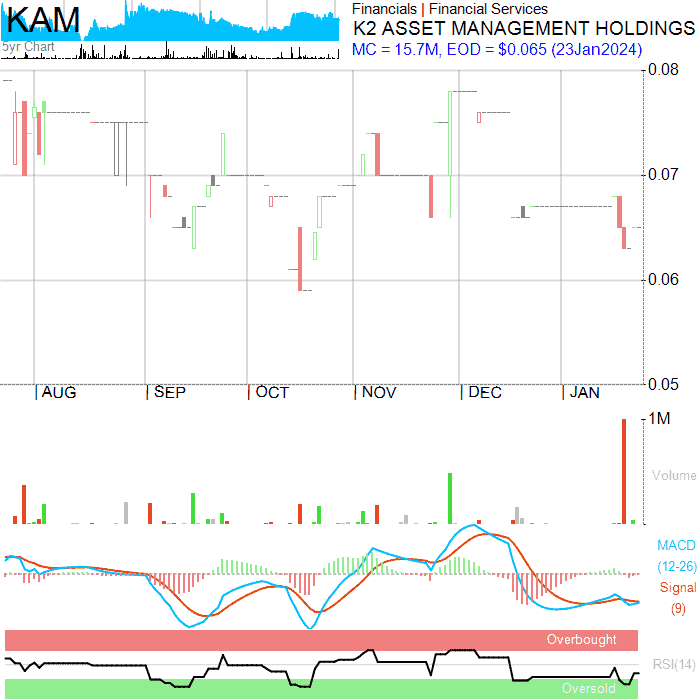 KAM
5yr Chart
Financials | Financial Services
K2 ASSET MANAGEMENT HOLDINGS
MC = 15.7M, EOD = $0.065 (23Jan2024)
0.08
0.07
0.06
0.05
AUG SEP OCT NOV DEC JAN
1M
Volume
MACD
(12-26)
Signal
(9)
Overbought
RSI(14)
Oversold